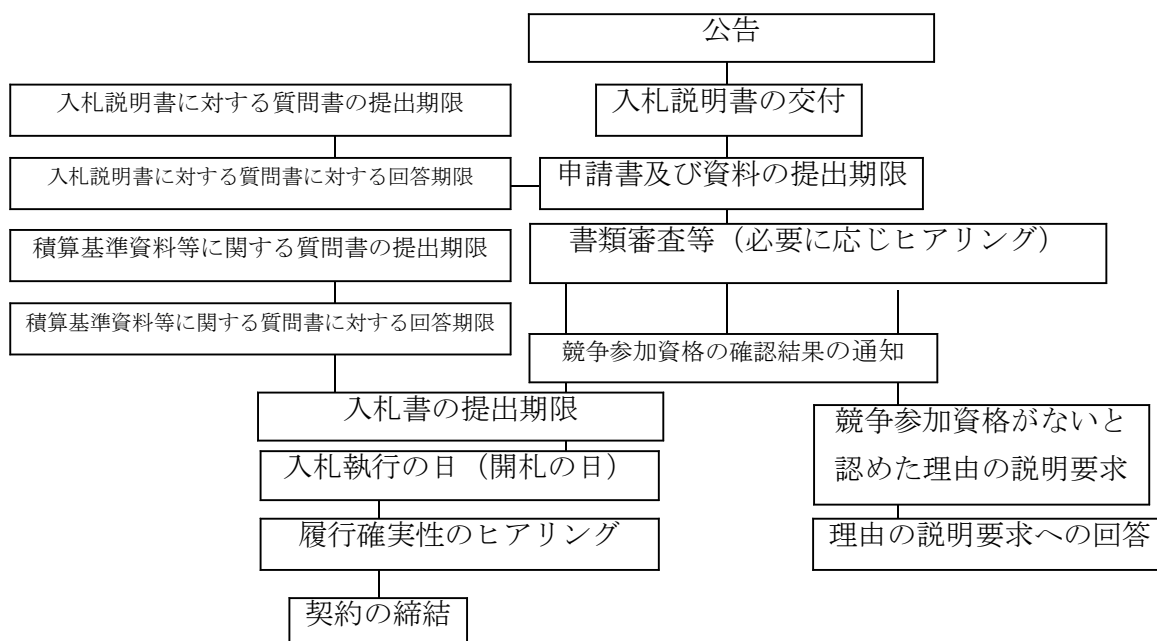 公告
入札説明書に対する質問書の提出期限
入札説明書の交付
入札説明書に対する質問書に対する回答期限
申請書及び資料の提出期限
積算基準資料等に関する質問書の提出期限
書類審査等（必要に応じヒアリング）
積算基準資料等に関する質問書に対する回答期限
競争参加資格の確認結果の通知
入札書の提出期限
競争参加資格がないと
認めた理由の説明要求
入札執行の日（開札の日）
履行確実性のヒアリング
理由の説明要求への回答
契約の締結